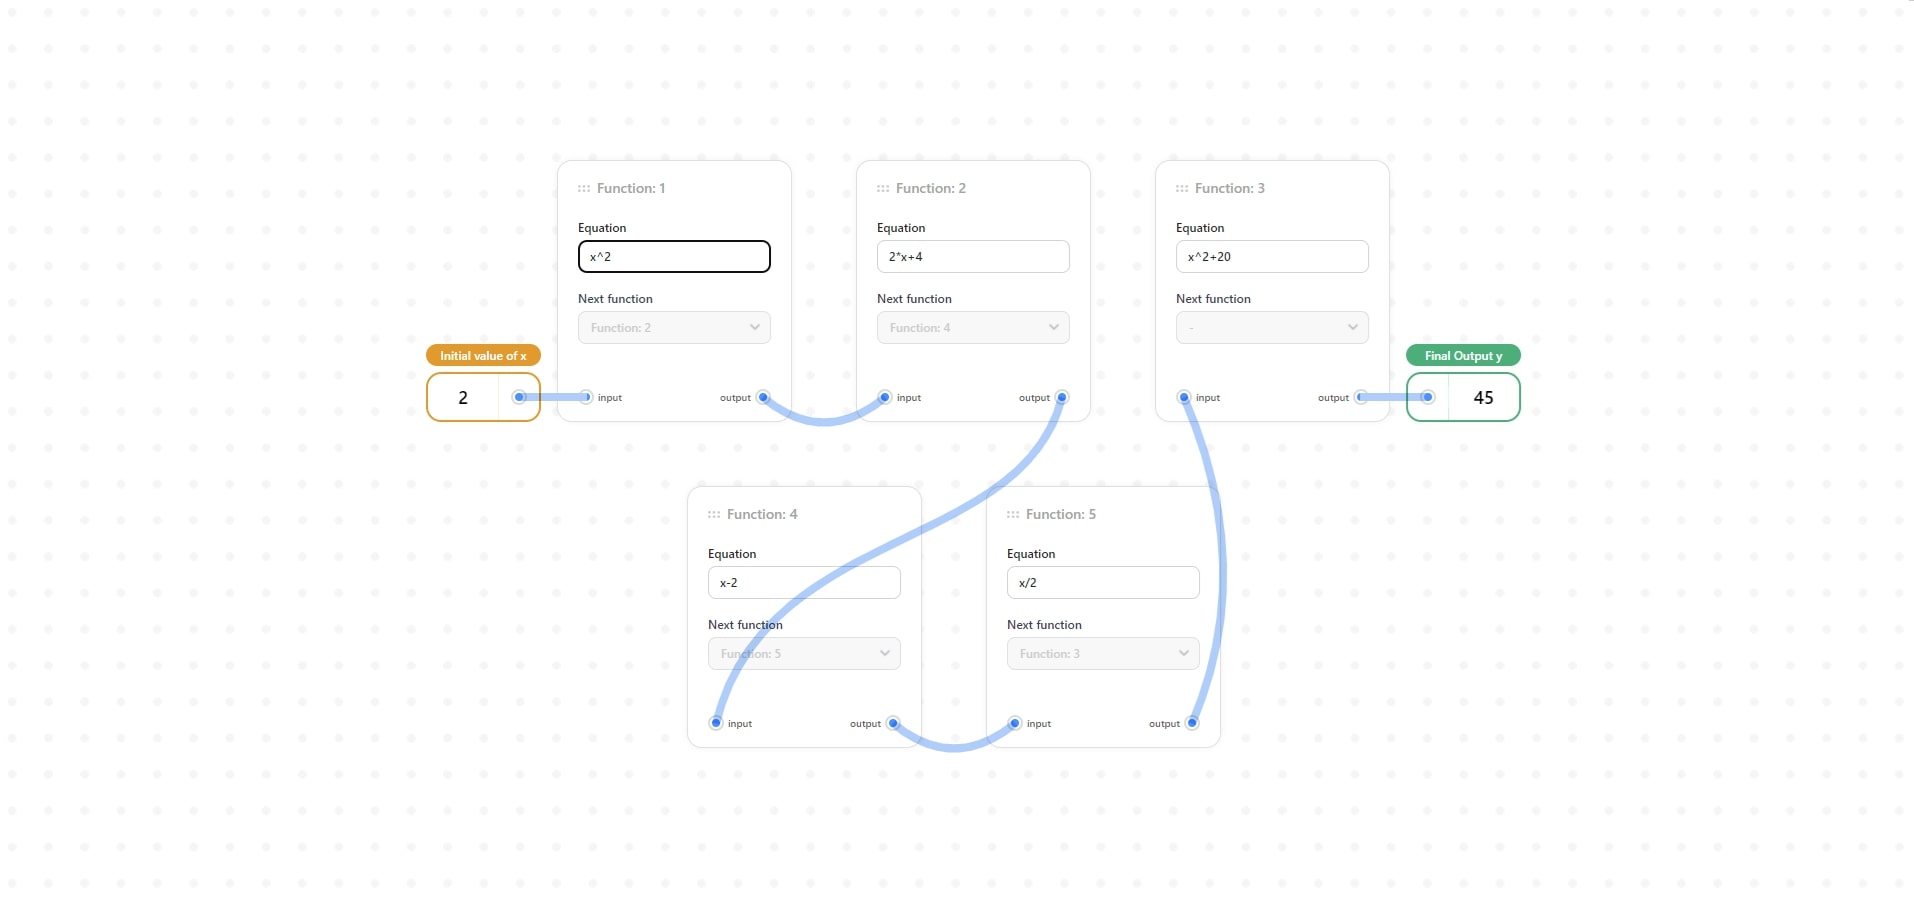 Function: 1
Equation
x^2
Next function
Function: 2
input
output
Function: 2
Equation
2*x+4
Next function
Function: 4
input
output
Function: 3
Equation
x^2+20
Next function
-
input
output
Initial value of x
2
Final Output y
45
Function: 4
Equation
x-2
Next function
Function: 5
input
output
Function: 5
Equation
x/2
Next function
Function: 3
input
output